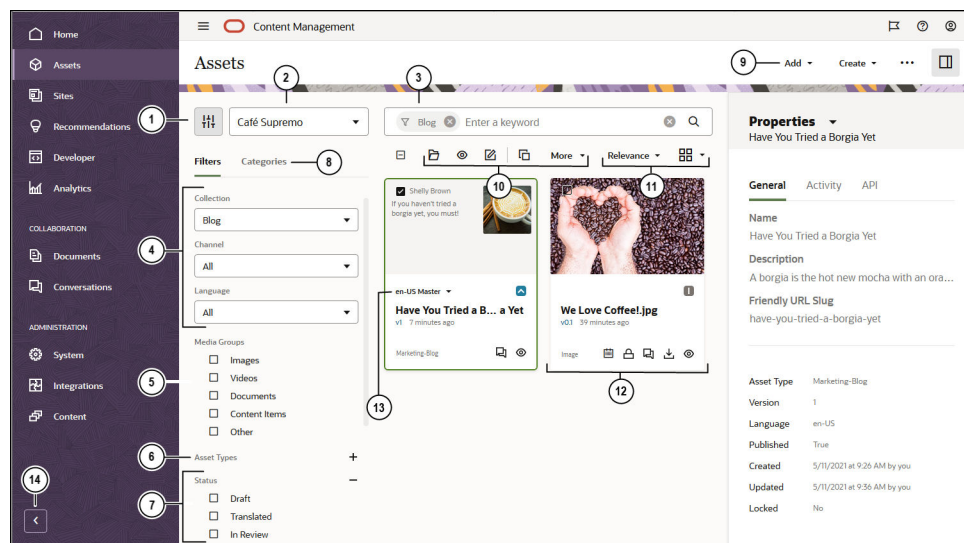 Home
Assets
Sites
Recommendations
Developer
Analytics
COLLABORATION
Documents
Conversations
ADMINISTRATION
System
Integrations
Content
14
Content Management
Assets
9
Add
Create
1
2
3
Café Supremo
Blog
Enter a keyword
Filters
Categories
8
More
Relevance
10
11
4
Collection
Blog
Channel
All
Language
All
5
Media Groups
Images
Videos
Documents
Content Items
Other
6
Asset Types
7
Status
Draft
Translated
In Review
Shelly Brown
If you haven't tried a
borgia yet, you must!
en-US Master
Have You Tried a B... a Yet
v1 7 minutes ago
Marketing-Blog
13
We Love Coffee!.jpg
v0.1 39 minutes ago
Image
12
Properties
Have You Tried a Borgia Yet
General
Activity
API
Name
Have You Tried a Borgia Yet
Description
A borgia is the hot new mocha with an ora...
Friendly URL Slug
have-you-tried-a-borgia-yet
Asset Type Marketing-Blog
Version 1
Language en-US
Published True
Created 5/11/2021 at 9:26 AM by you
Updated 5/11/2021 at 9:36 AM by you
Locked No